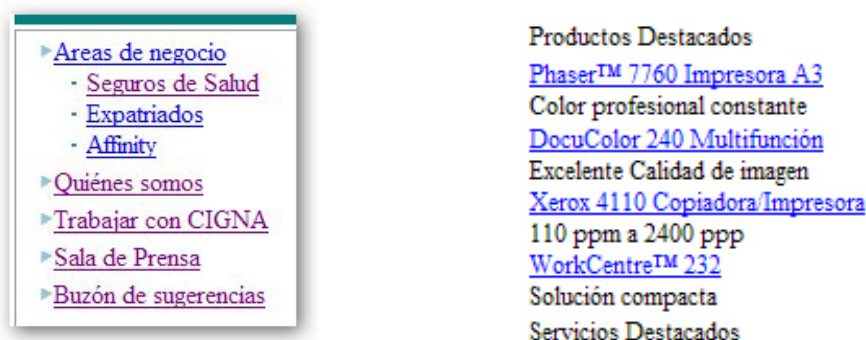 Areas de negocio
- Seguros de Salud
- Expatriados
- Affinity
Quiénes somos
Trabajar con CIGNA
Sala de Prensa
Buzón de sugerencias
Productos Destacados
Phaser™ 7760 Impresora A3
Color profesional constante
DocuColor 240 Multifunción
Excelente Calidad de imagen
Xerox 4110 Copiadora/Impresora
110 ppm a 2400 ppp
WorkCentre™ 232
Solución compacta
Servicios Destacados